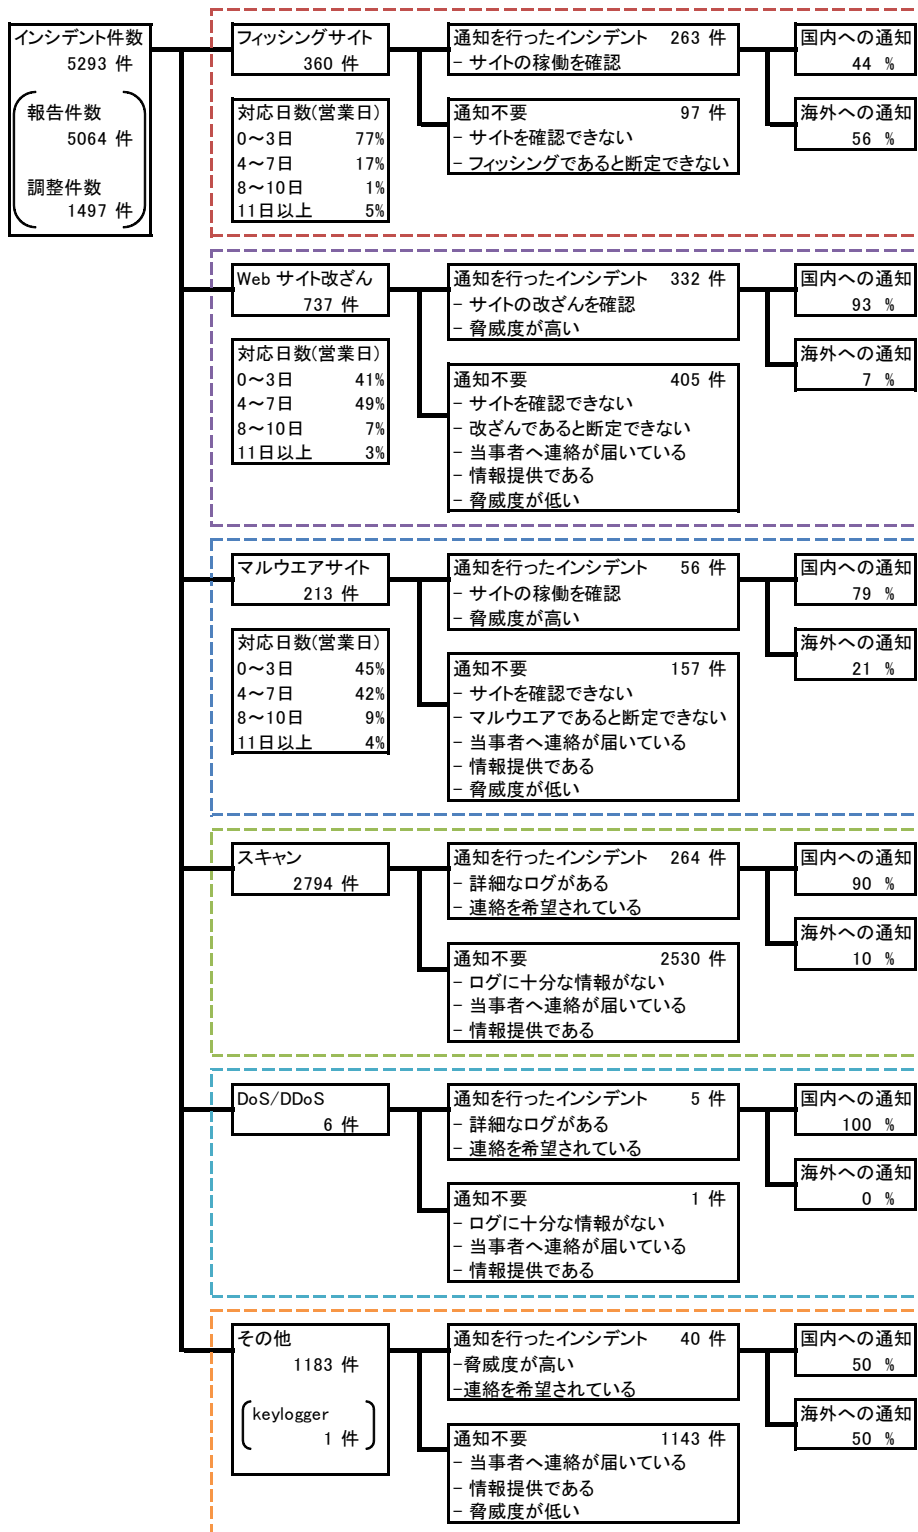 インシデント件数
5293 件
報告件数
5064 件
調整件数
1497 件
フィッシングサイト
360 件
対応日数(営業日)
0～3日 77%
4～7日 17%
8～10日 1%
11日以上 5%
通知を行ったインシデント 263 件
- サイトの稼働を確認
通知不要 97 件
- サイトを確認できない
- フィッシングであると断定できない
国内への通知
44 %
海外への通知
56 %
Web サイト改ざん
737 件
対応日数(営業日)
0～3日 41%
4～7日 49%
8～10日 7%
11日以上 3%
通知を行ったインシデント 332 件
- サイトの改ざんを確認
- 脅威度が高い
通知不要 405 件
- サイトを確認できない
- 改ざんであると断定できない
- 当事者へ連絡が届いている
- 情報提供である
- 脅威度が低い
国内への通知
93 %
海外への通知
7 %
マルウエアサイト
213 件
対応日数(営業日)
0～3日 45%
4～7日 42%
8～10日 9%
11日以上 4%
通知を行ったインシデント 56 件
- サイトの稼働を確認
- 脅威度が高い
通知不要 157 件
- サイトを確認できない
- マルウエアであると断定できない
- 当事者へ連絡が届いている
- 情報提供である
- 脅威度が低い
国内への通知
79 %
海外への通知
21 %
スキャン
2794 件
通知を行ったインシデント 264 件
- 詳細なログがある
- 連絡を希望されている
通知不要 2530 件
- ログに十分な情報がない
- 当事者へ連絡が届いている
- 情報提供である
国内への通知
90 %
海外への通知
10 %
DoS/DDoS
6 件
通知を行ったインシデント 5 件
- 詳細なログがある
- 連絡を希望されている
通知不要 1 件
- ログに十分な情報がない
- 当事者へ連絡が届いている
- 情報提供である
国内への通知
100 %
海外への通知
0 %
その他
1183 件
keylogger
1 件
通知を行ったインシデント 40 件
-脅威度が高い
-連絡を希望されている
通知不要 1143 件
- 当事者へ連絡が届いている
- 情報提供である
- 脅威度が低い
国内への通知
50 %
海外への通知
50 %